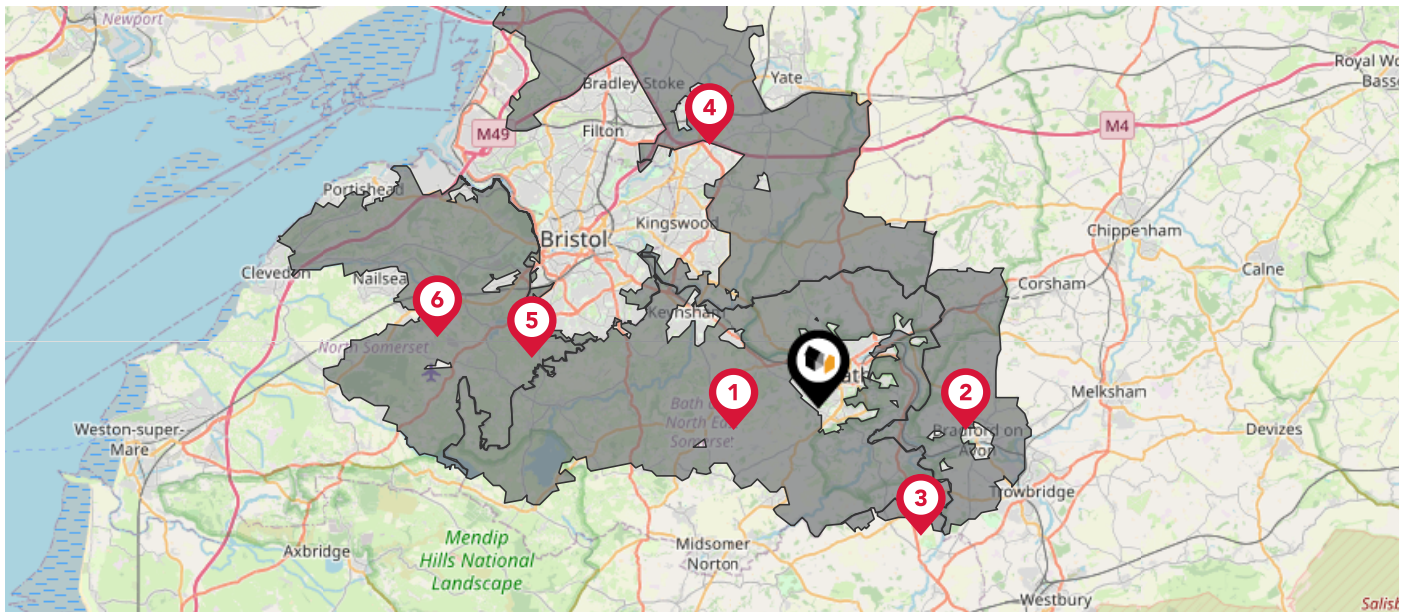 Newport
Royal Wo
Basse
Bradley Stoke
Yate
4
M4
Filton
M49
Portishead
Kingswood
Chippenham
Bristol
Clevedon
Nailsea
Calne
Corsham
6
5
Keynsham
North Somerset
1
2
Melksham
Bath
North East
Somerset
Weston-super-
Mare
Bradford on
Avon
Devizes
3
Trowbridge
Mendip
Hills National
Landscape
Axbridge
Midsomer
Norton
Westbury
Salisb